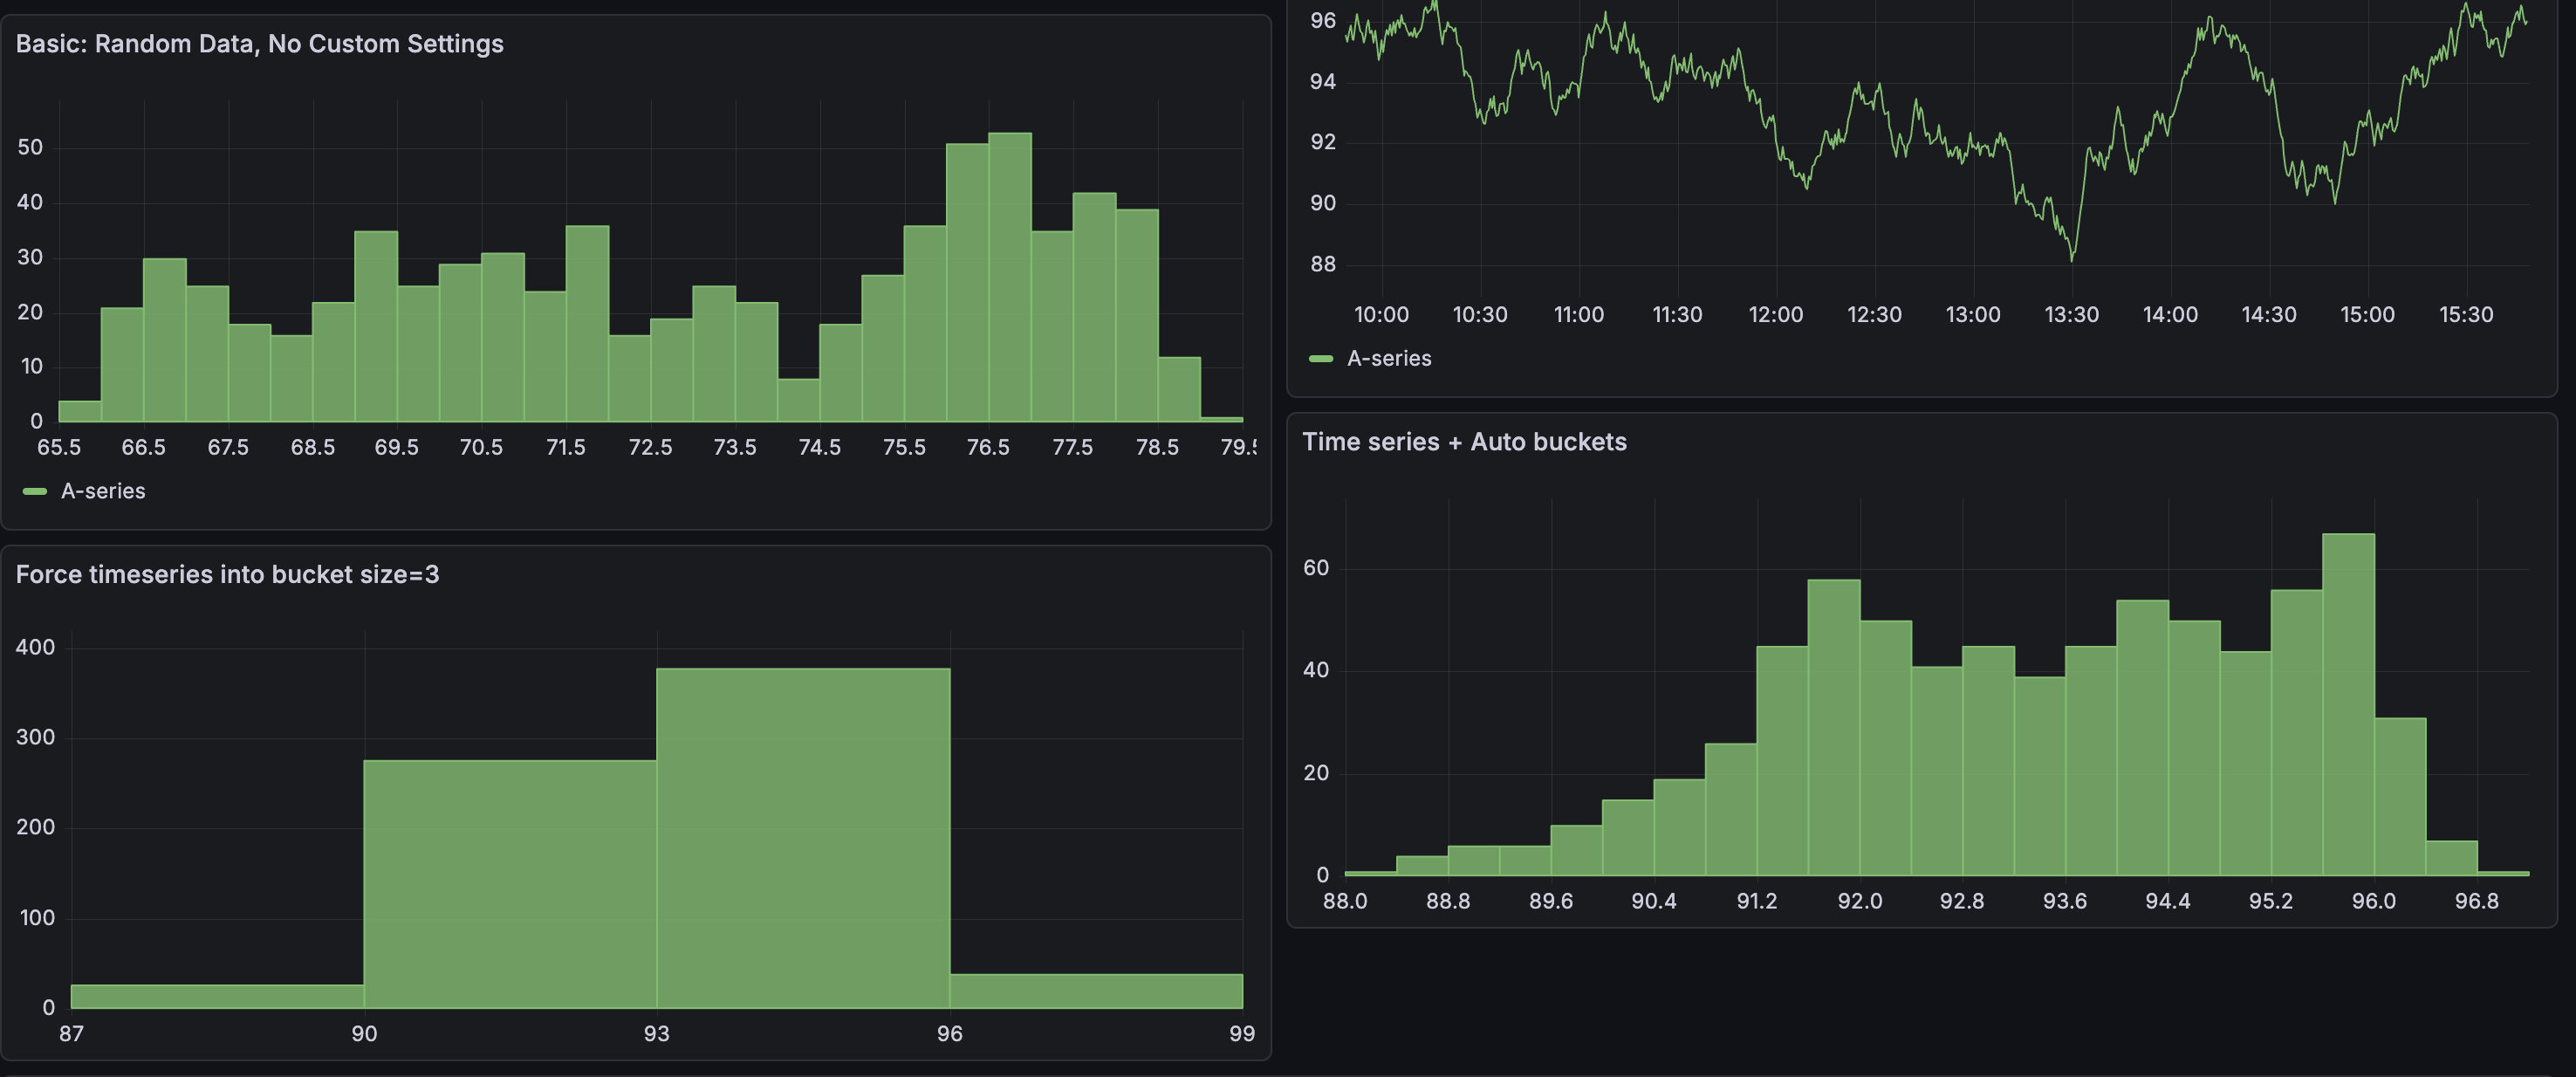 Basic: Random Data, No Custom Settings
50
40
30
20
10
0
65.5 66.5 67.5 68.5 69.5 70.5 71.5 72.5 73.5 74.5 75.5 76.5 77.5 78.5 79.5
A-series
96
94
92
90
88
10:00 10:30 11:00 11:30 12:00 12:30 13:00 13:30 14:00 14:30 15:00 15:30
A-series
Force timeseries into bucket size=3
400
300
200
100
0
87 90 93 96 99
Time series + Auto buckets
60
40
20
0
88.0 88.8 89.6 90.4 91.2 92.0 92.8 93.6 94.4 95.2 96.0 96.8